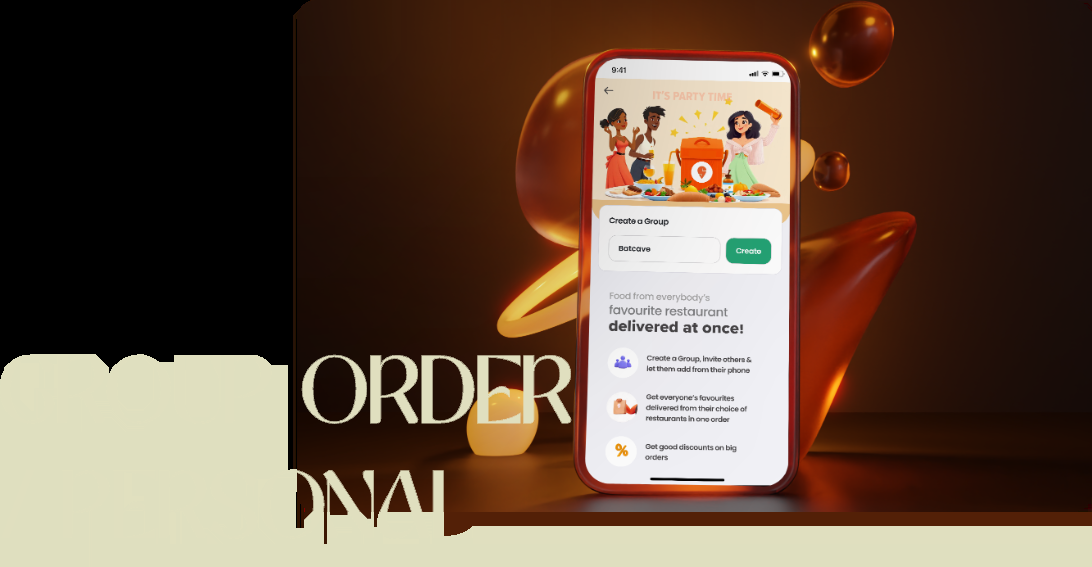 9:41
IT'S PARTY TIME
Create a Group
Batcave
Create
Food from everybody's
favourite restaurant
delivered at once!
Create a Group, invite others &
let them add from their phone
Get everyone's favourites
delivered from their choice of
restaurants in one order
%
Get good discounts on big
orders
ORDER